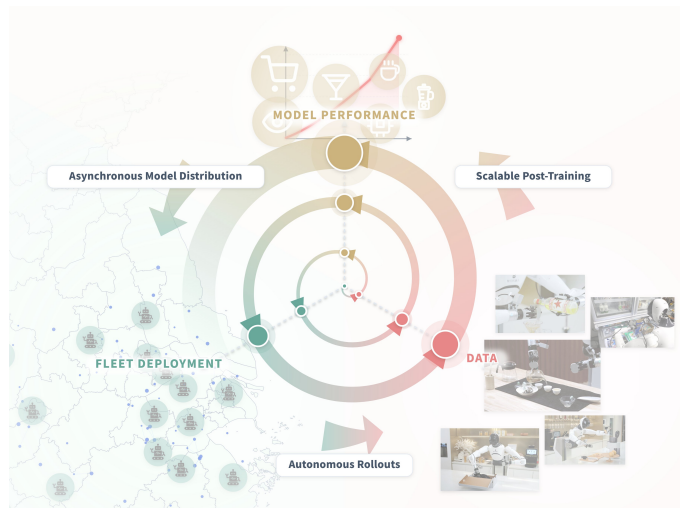 MODEL PERFORMANCE
Asynchronous Model Distribution
Scalable Post-Training
FLEET DEPLOYMENT
DATA
Autonomous Rollouts